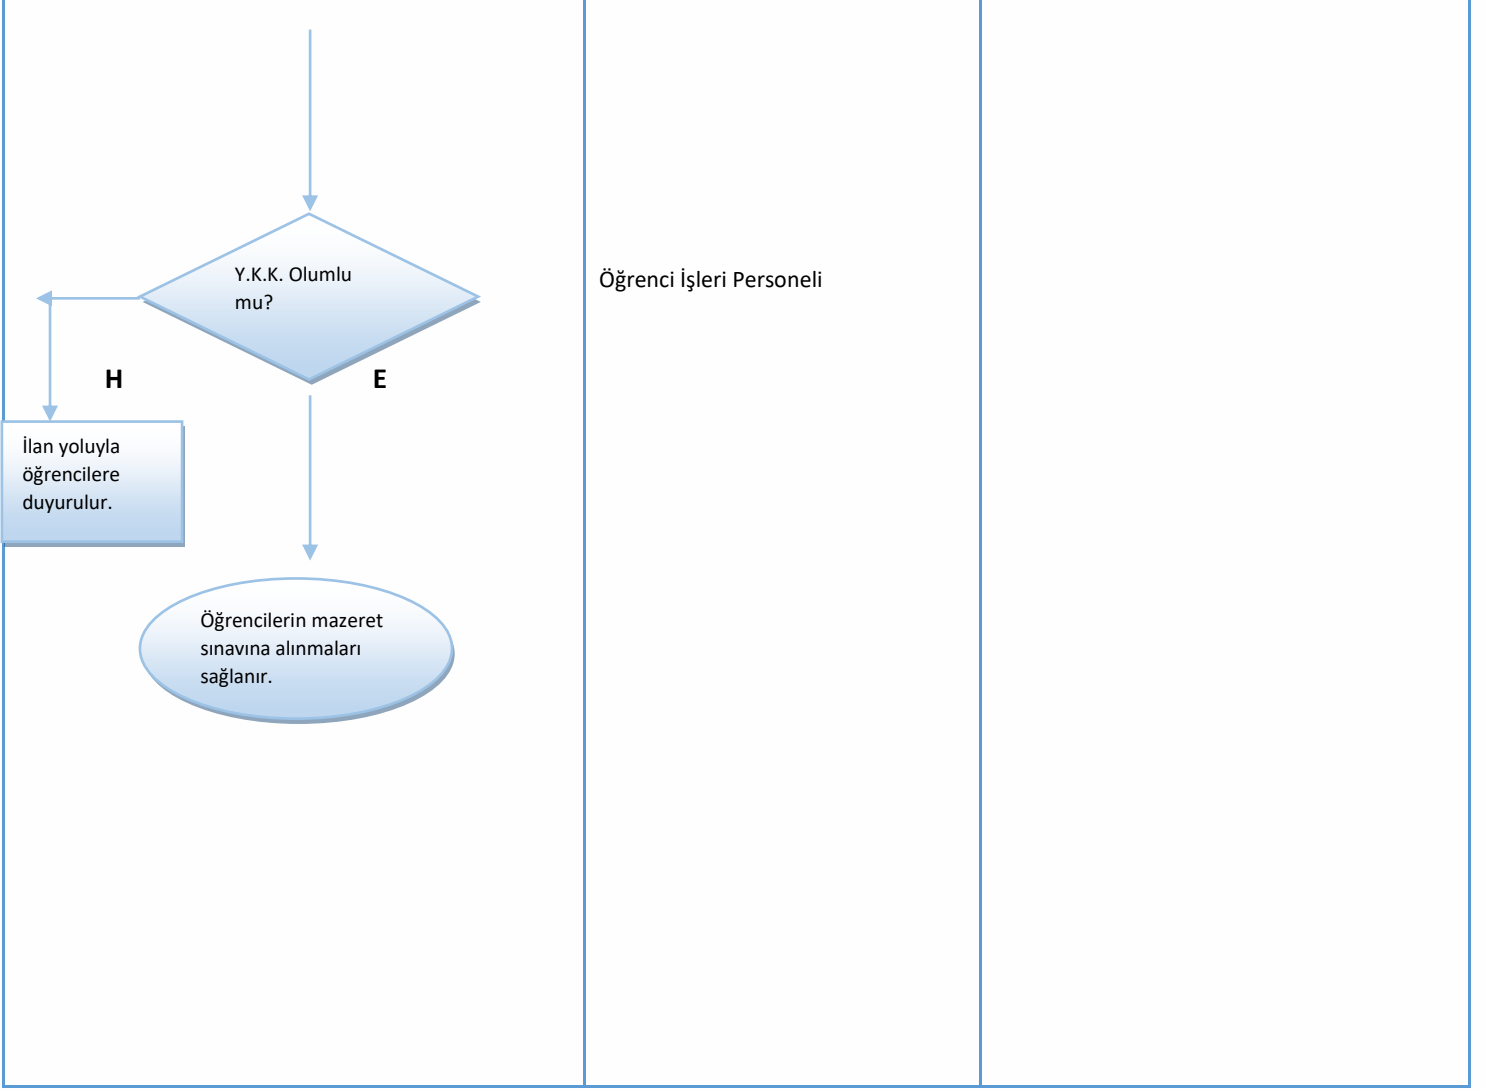 Y.K.K. Olumlu
mu?
Öğrenci İşleri Personeli
H
E
İlan yoluyla
öğrencilere
duyurulur.
Öğrencilerin mazeret
sınavına alınmaları
sağlanır.